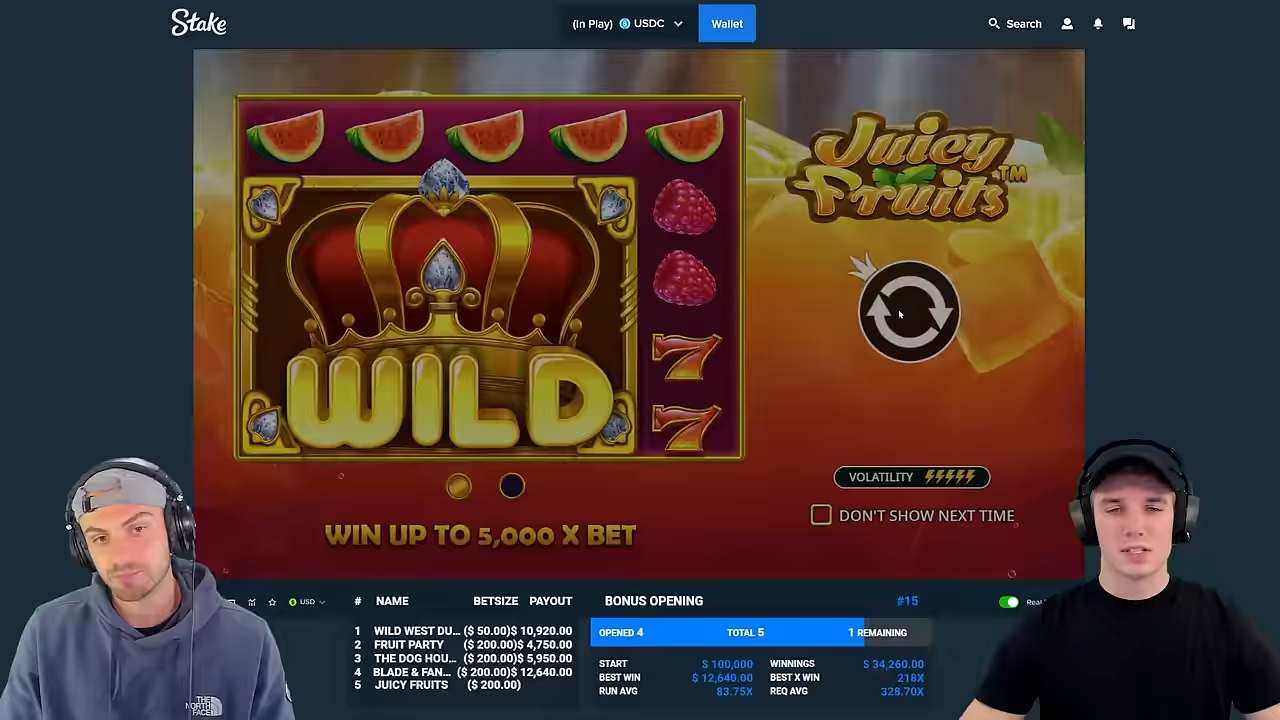 Stake
(In Play) USDC
Wallet
Search
Juicy Fruits™
WILD
VOLATILITY
DON'T SHOW NEXT TIME
WIN UP TO 5,000 X BET
USD
# NAME BETSIZE PAYOUT
1 WILD WEST DU... ($ 50.00)$ 10,920.00
2 FRUIT PARTY ($ 200.00)$ 4,750.00
3 THE DOG HOU... ($ 200.00)$ 5,950.00
4 BLADE & FAN... ($ 200.00)$ 12,640.00
5 JUICY FRUITS ($ 200.00)
BONUS OPENING #15
OPENED 4 TOTAL 5 1 REMAINING
START $ 100,000 WINNINGS $ 34,260.00
BEST WIN $ 12,640.00 BEST X WIN 218X
RUN AVG 83.75X REQ AVG 328.70X
Real
THE NORTH FACE